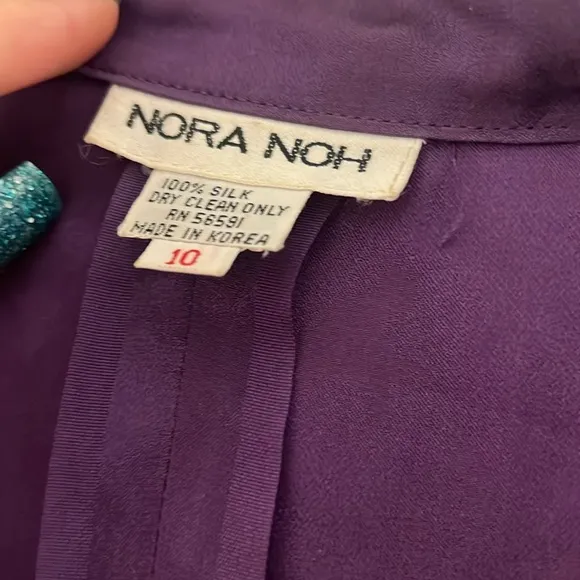 NORA NOH
100% SILK
DRY CLEAN ONLY
RN 56591
MADE IN KOREA
10